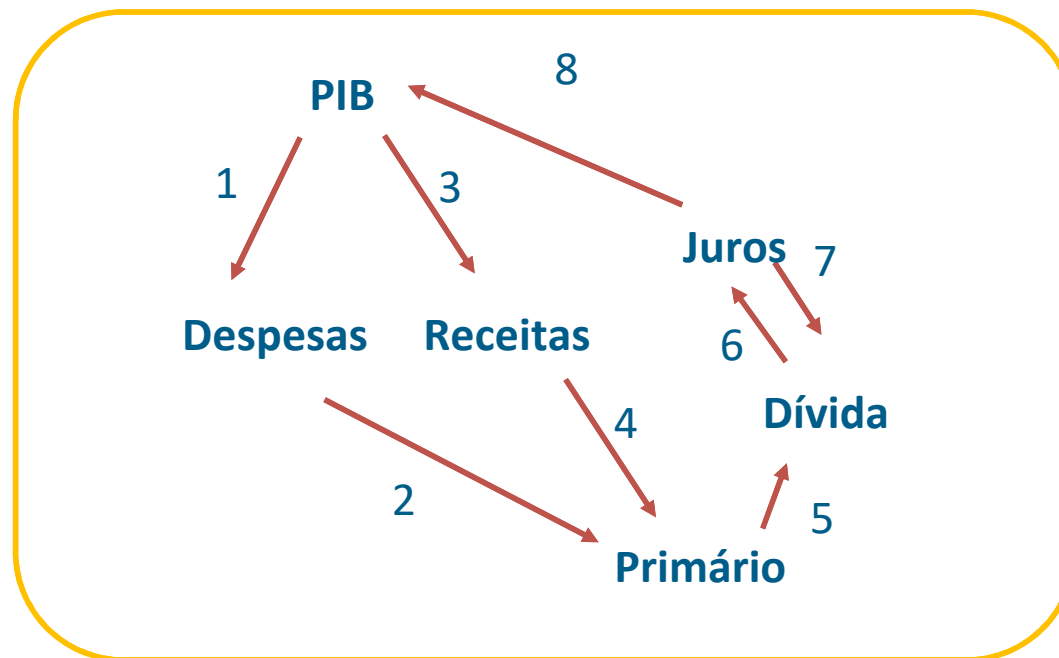 8
PIB
1
3
Juros
7
Despesas
Receitas
6
Dívida
4
2
5
Primário